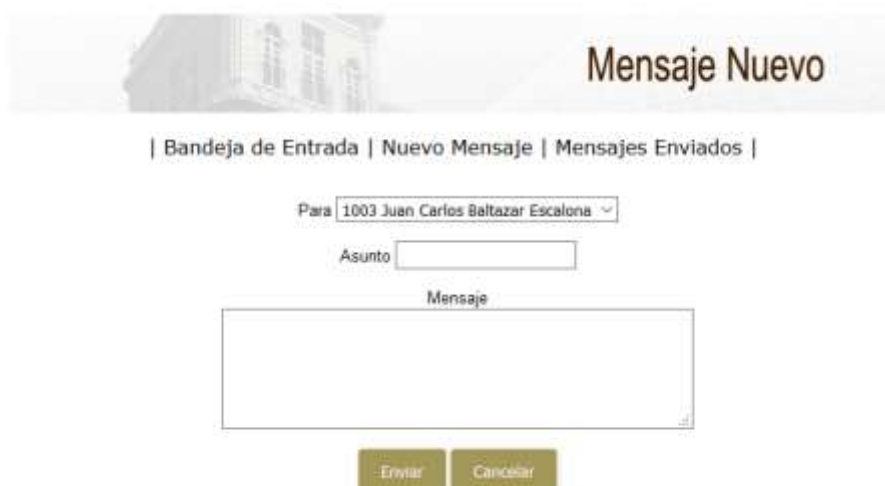 Mensaje Nuevo
| Bandeja de Entrada | Nuevo Mensaje | Mensajes Enviados |
Para 1003 Juan Carlos Baltazar Escalona
Asunto
Mensaje
Enviar Cancelar